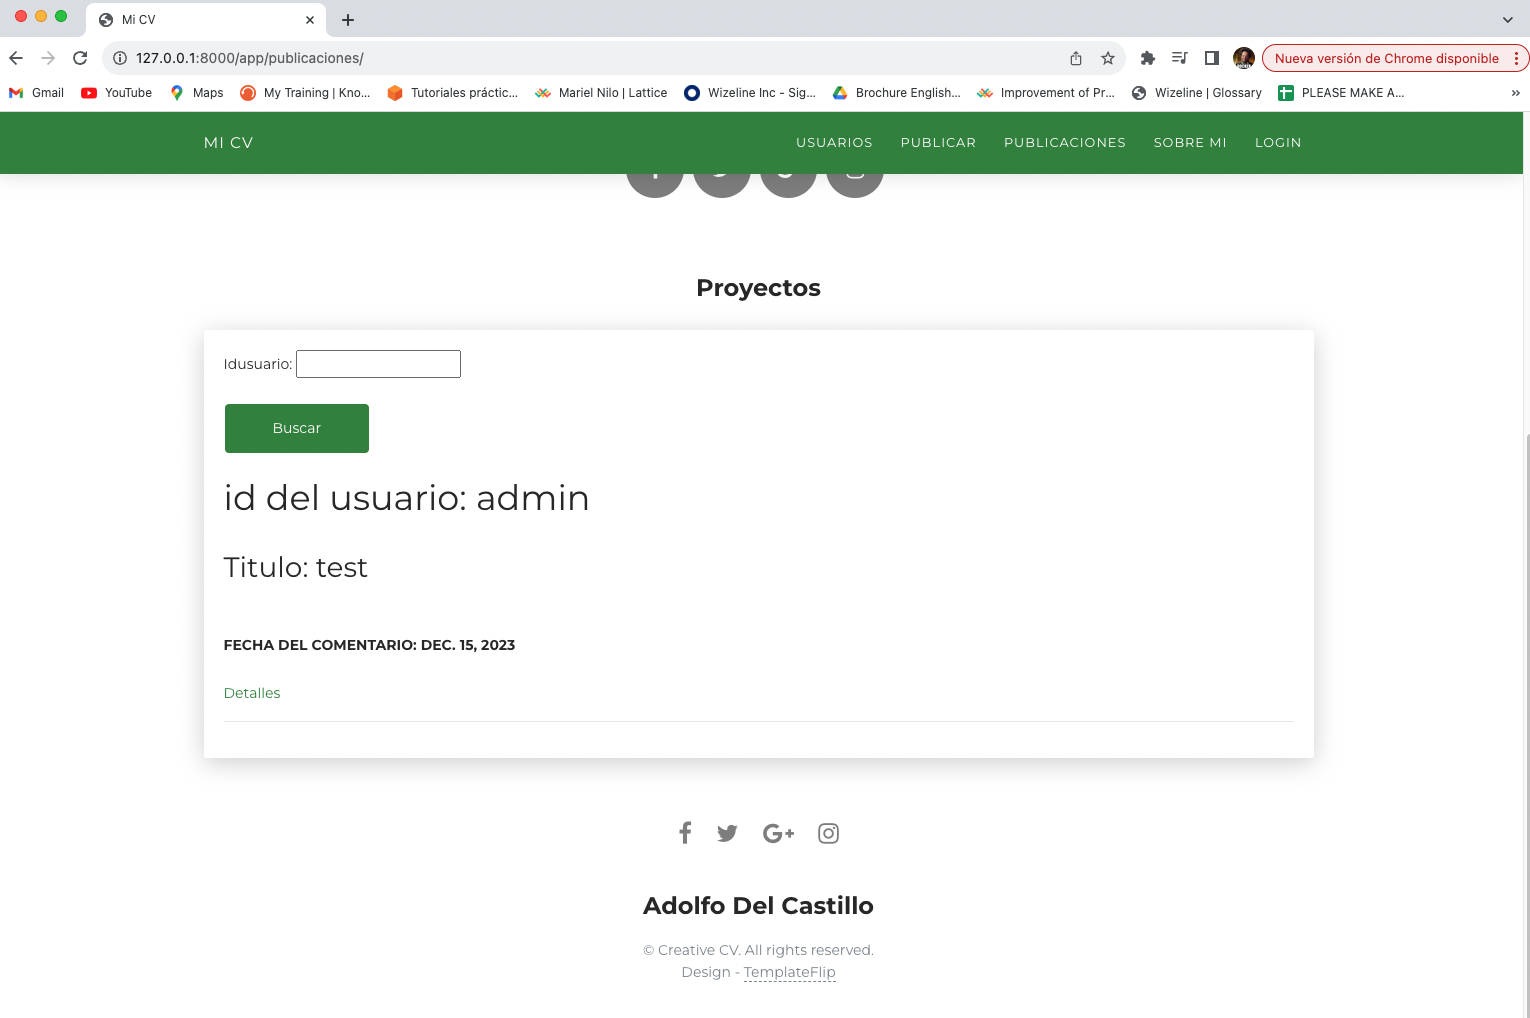 Mi CV
127.0.0.1:8000/app/publicaciones/
Nueva versión de Chrome disponible
Gmail YouTube Maps My Training | Kno... Tutoriales práctic... Mariel Nilo | Lattice Wizeline Inc - Sig... Brochure English... Improvement of Pr... Wizeline | Glossary PLEASE MAKE A...
MI CV USUARIOS PUBLICAR PUBLICACIONES SOBRE MI LOGIN
Proyectos
Idusuario:
Buscar
id del usuario: admin
Titulo: test
FECHA DEL COMENTARIO: DEC. 15, 2023
Detalles
Adolfo Del Castillo
© Creative CV. All rights reserved.
Design - TemplateFlip